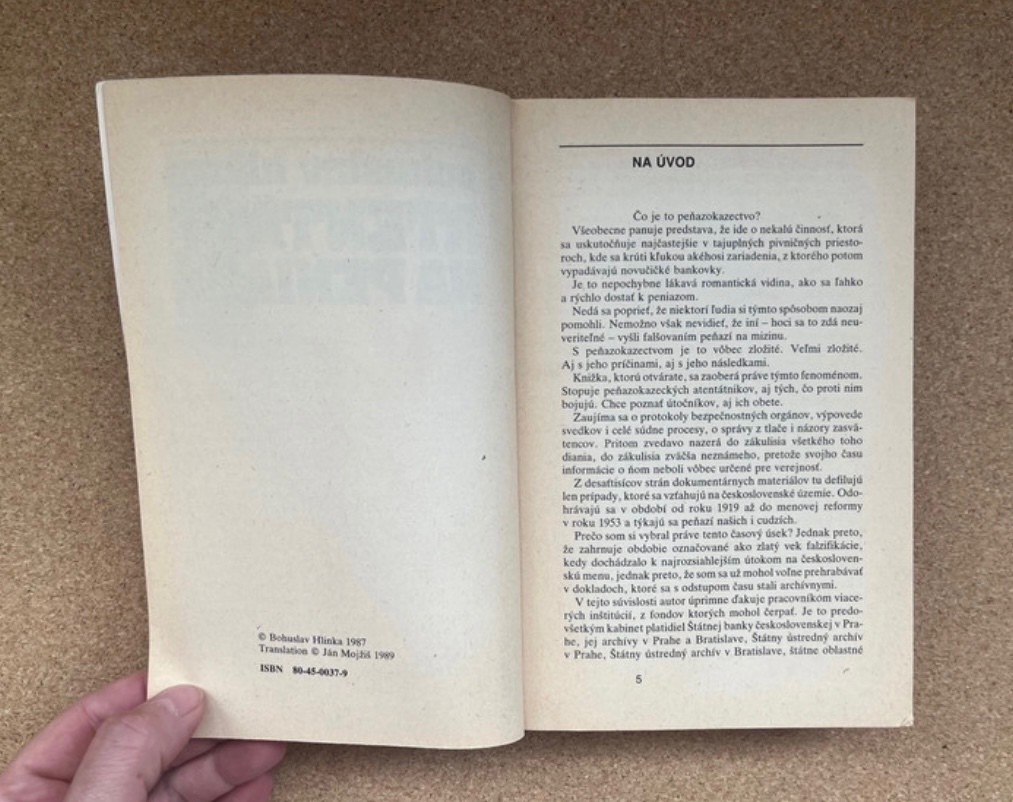 © Bohuslav Hlinka 1987
Translation © Ján Mojžiš 1989
ISBN 80-45-0037-9
NA ÚVOD
Čo je to peňazokazectvo?
Všeobecne panuje predstava, že ide o nekalú činnosť, ktorá
sa uskutočňuje najčastejšie v tajuplných pivničných priesto-
roch, kde sa krúti kľukou akéhosi zariadenia, z ktorého potom
vypadávajú novučičké bankovky.
Je to nepochybne lákavá romantická vidina, ako sa ľahko
a rýchlo dostať k peniazom.
Nedá sa poprieť, že niektorí ľudia si týmto spôsobom naozaj
pomohli. Nemožno však nevidieť, že iní – hoci sa to zdá neu-
veriteľné – vyšli falšovaním peňazí na mizinu.
S peňazokazectvom je to vôbec zložité. Veľmi zložité.
Aj s jeho príčinami, aj s jeho následkami.
Knižka, ktorú otvárate, sa zaoberá práve týmto fenoménom.
Stopuje peňazokazeckých atentátnikov, aj tých, čo proti nim
bojujú. Chce poznať útočníkov, aj ich obete.
Zaujíma sa o protokoly bezpečnostných orgánov, výpovede
svedkov i celé súdne procesy, o správy z tlače i názory zasvä-
tencov. Pritom zvedavo nazerá do zákulisia všetkého toho
diania, do zákulisia zväčša neznámeho, pretože svojho času
informácie o ňom neboli vôbec určené pre verejnosť.
Z desaťtisícov strán dokumentárnych materiálov tu defilujú
len prípady, ktoré sa vzťahujú na československé územie. Odo-
hrávajú sa v období od roku 1919 až do menovej reformy
v roku 1953 a týkajú sa peňazí našich i cudzích.
Prečo som si vybral práve tento časový úsek? Jednak preto,
že zahrnuje obdobie označované ako zlatý vek falzifikácie,
kedy dochádzalo k najrozsiahlejším útokom na českosloven-
skú menu, jednak preto, že som sa už mohol voľne prehrabávať
v dokladoch, ktoré sa s odstupom času stali archívnymi.
V tejto súvislosti autor úprimne ďakuje pracovníkom viace-
rých inštitúcií, z fondov ktorých mohol čerpať. Je to predo-
všetkým kabinet platidiel Štátnej banky československej v Pra-
he, jej archívy v Prahe a Bratislave, Štátny ústredný archív
v Prahe, Štátny ústredný archív v Bratislave, štátne oblastné
5